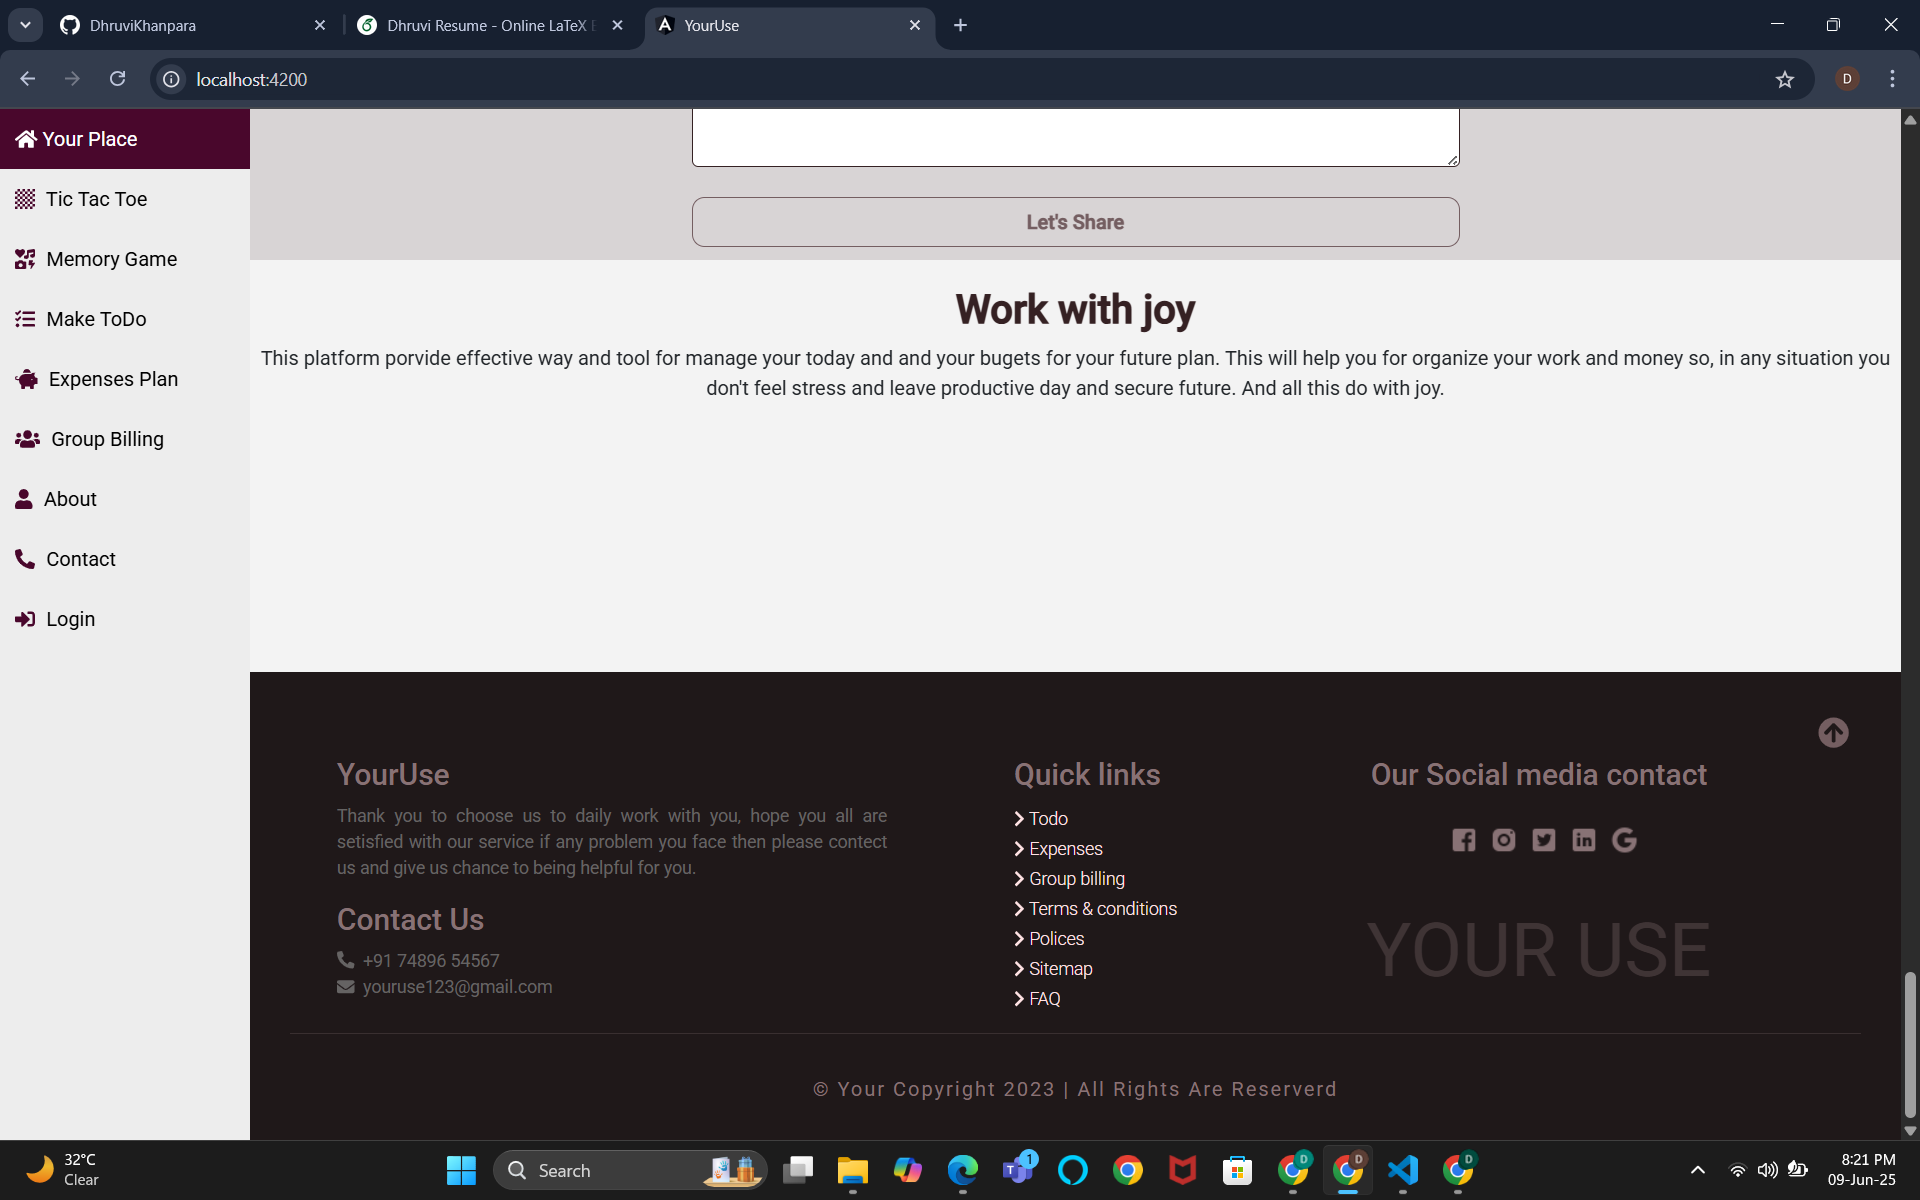 DhruviKhanpara
Dhruvi Resume - Online LaTeX E
YourUse
localhost:4200
D
Your Place
Tic Tac Toe
Memory Game
Make ToDo
Expenses Plan
Group Billing
About
Contact
Login
Let's Share
Work with joy
This platform porvide effective way and tool for manage your today and and your bugets for your future plan. This will help you for organize your work and money so, in any situation you
don't feel stress and leave productive day and secure future. And all this do with joy.
YourUse
Thank you to choose us to daily work with you, hope you all are
setisfied with our service if any problem you face then please contect
us and give us chance to being helpful for you.
Contact Us
+91 74896 54567
youruse123@gmail.com
Quick links
Todo
Expenses
Group billing
Terms & conditions
Polices
Sitemap
FAQ
Our Social media contact
YOUR USE
© Your Copyright 2023 | All Rights Are Reserverd
32°C
Clear
Search
1
D
D
D
8:21 PM
09-Jun-25